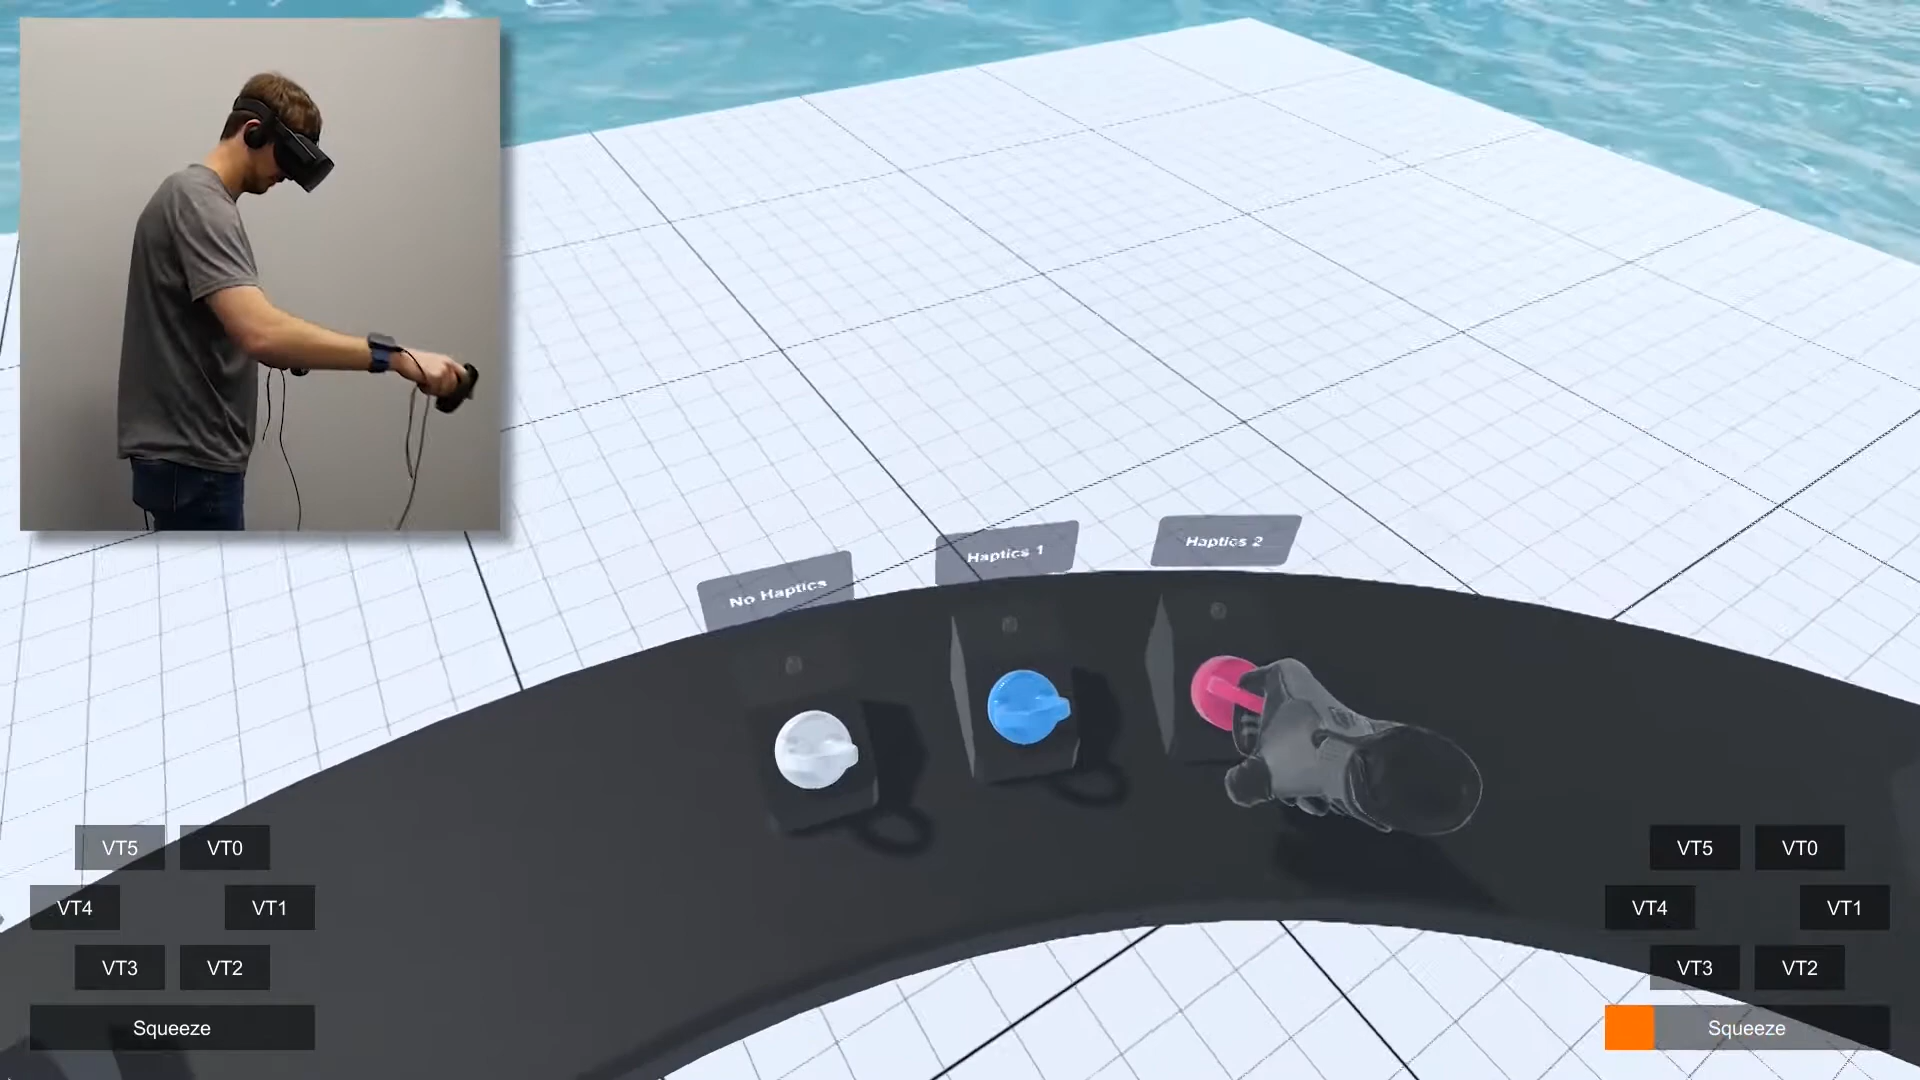 No Haptics
Haptics 1
Haptics 2
VT5 VT0
VT4 VT1
VT3 VT2
Squeeze
VT5 VT0
VT4 VT1
VT3 VT2
Squeeze